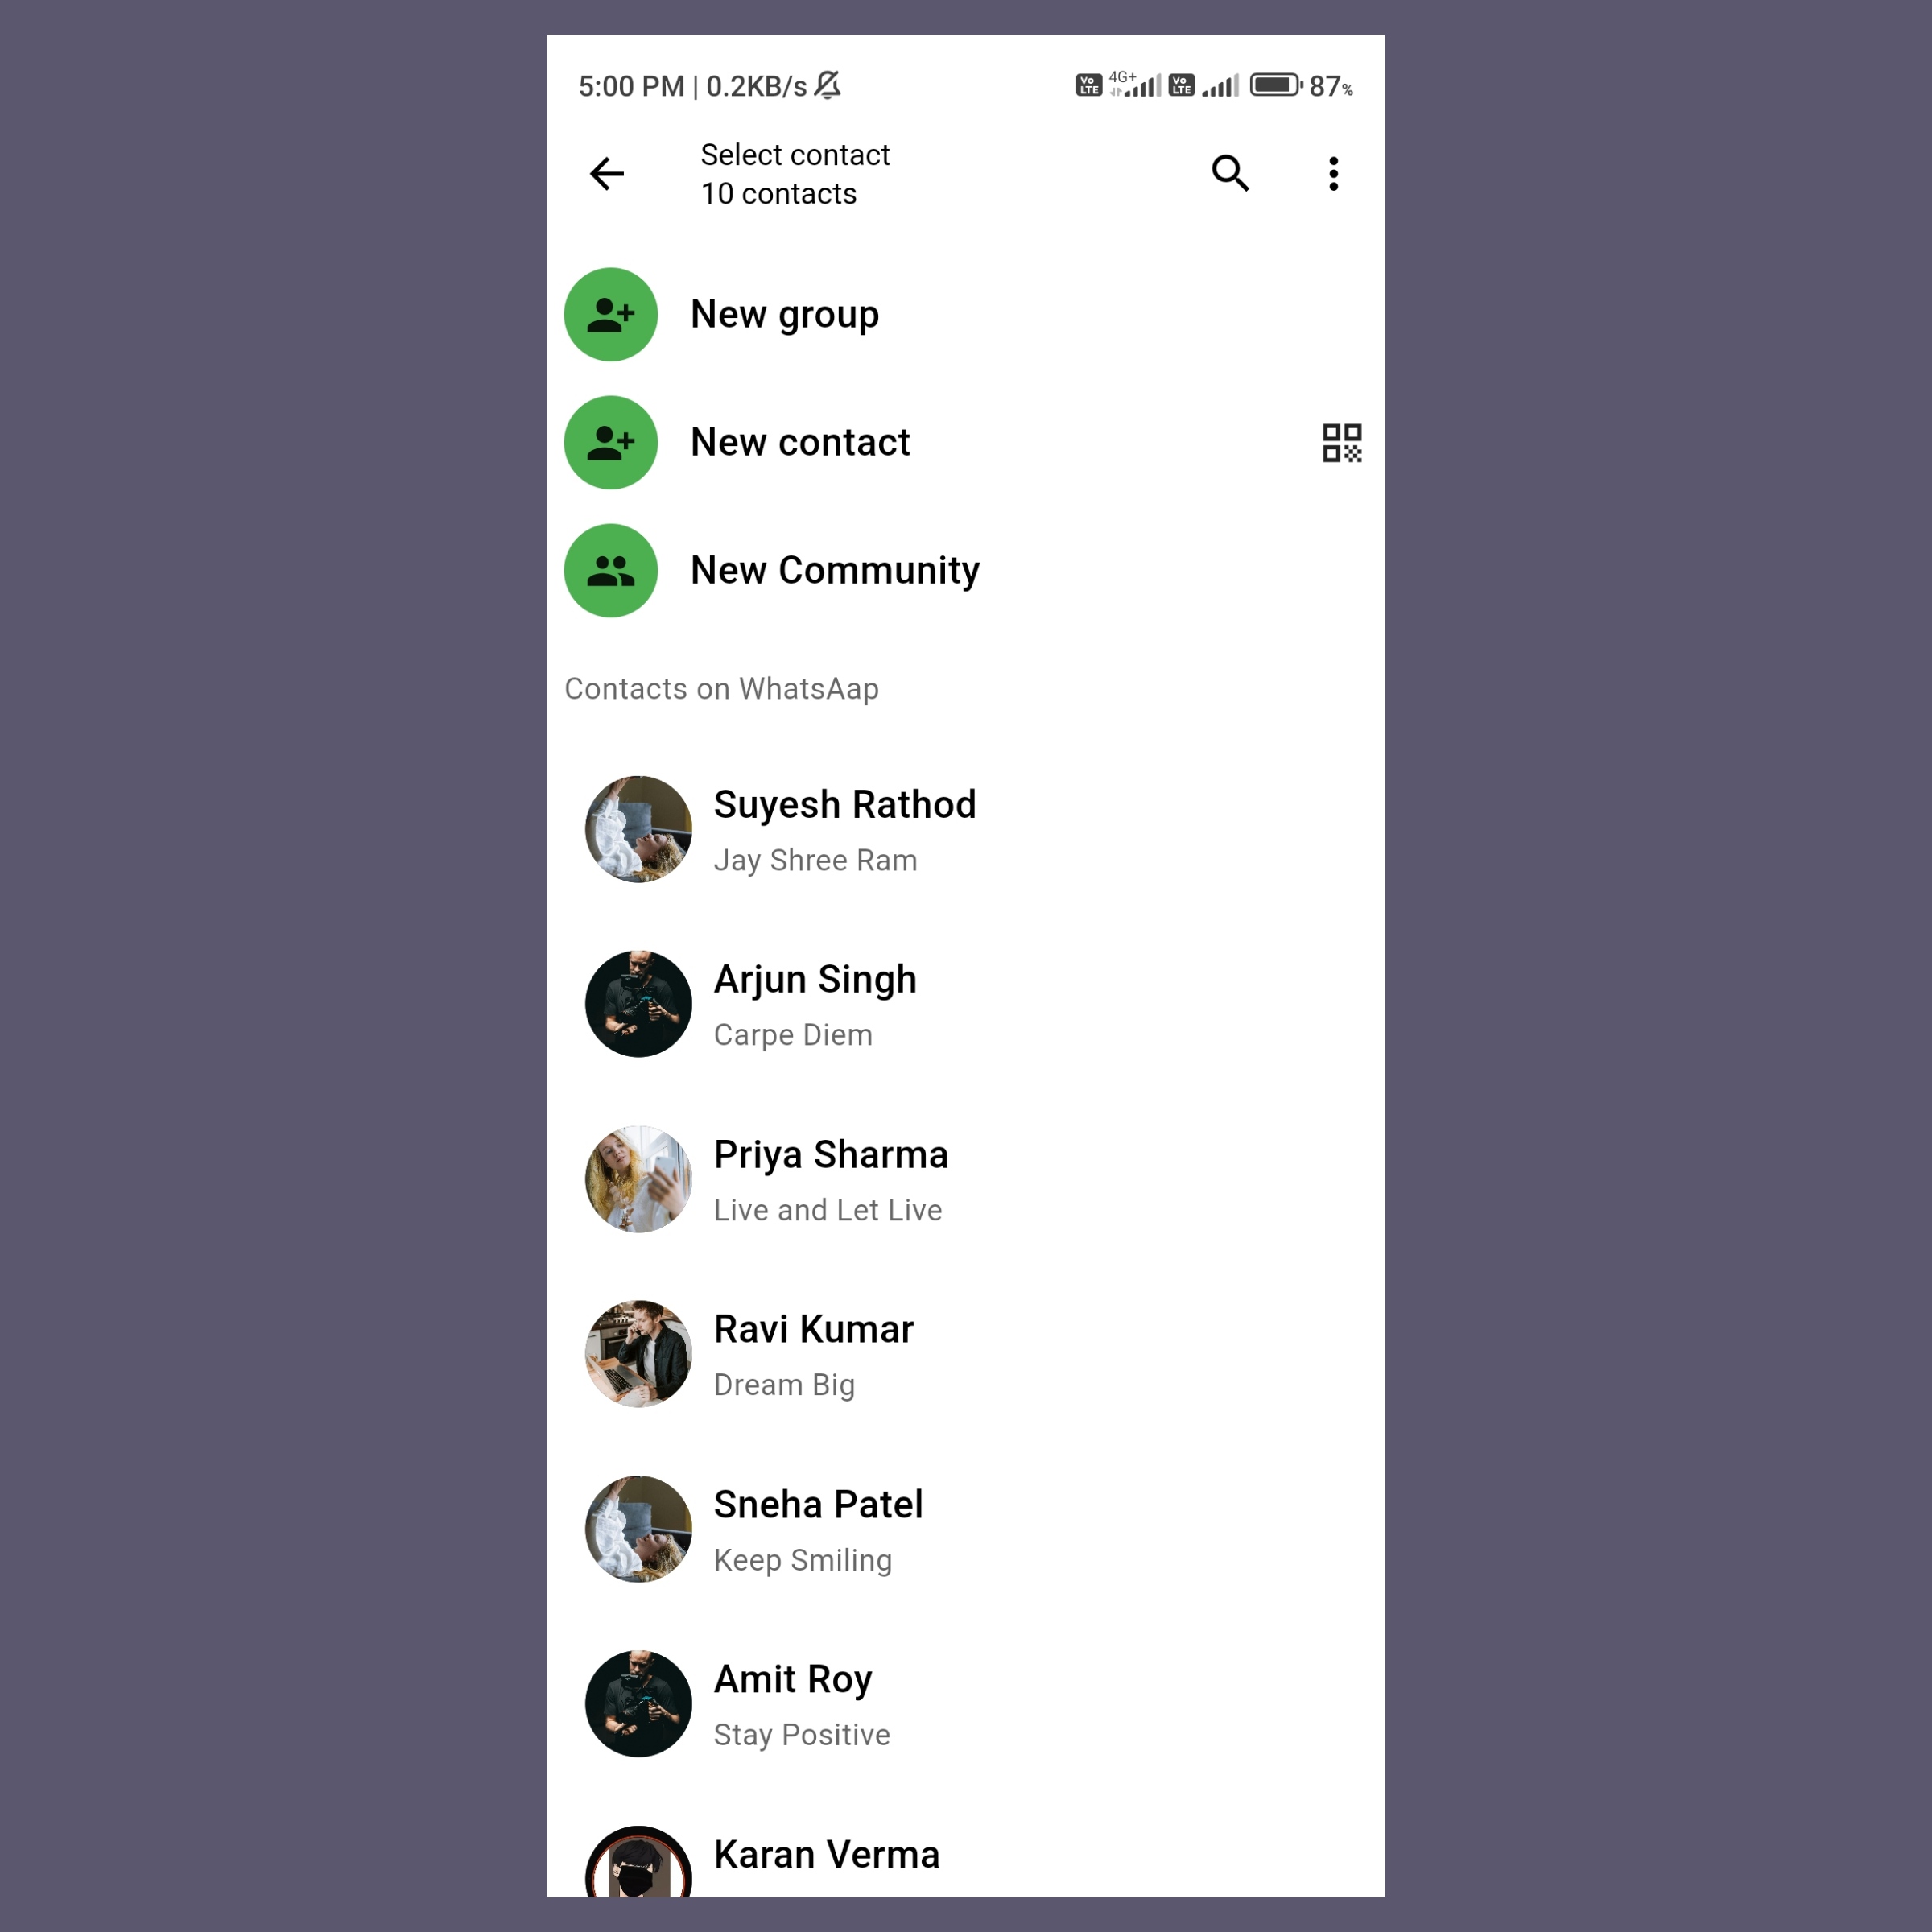 5:00 PM | 0.2KB/s Vo LTE 4G+ Vo LTE 87%
Select contact
10 contacts
New group
New contact
New Community
Contacts on WhatsAap
Suyesh Rathod
Jay Shree Ram
Arjun Singh
Carpe Diem
Priya Sharma
Live and Let Live
Ravi Kumar
Dream Big
Sneha Patel
Keep Smiling
Amit Roy
Stay Positive
Karan Verma